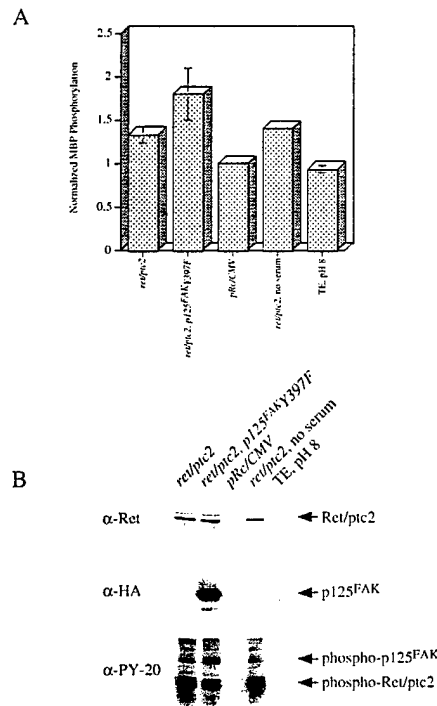 A
Normalized MBP Phosphorylation
2.5
2
1.5
1
0.5
0
ret/ptc2
ret/ptc2, p125FAKY397F
pRc/CMV
ret/ptc2, no serum
TE, pH 8
B
ret/ptc2
ret/ptc2, p125FAKY397F
pRc/CMV
ret/ptc2, no serum
TE, pH 8
α-Ret
Ret/ptc2
α-HA
p125FAK
α-PY-20
phospho-p125FAK
phospho-Ret/ptc2